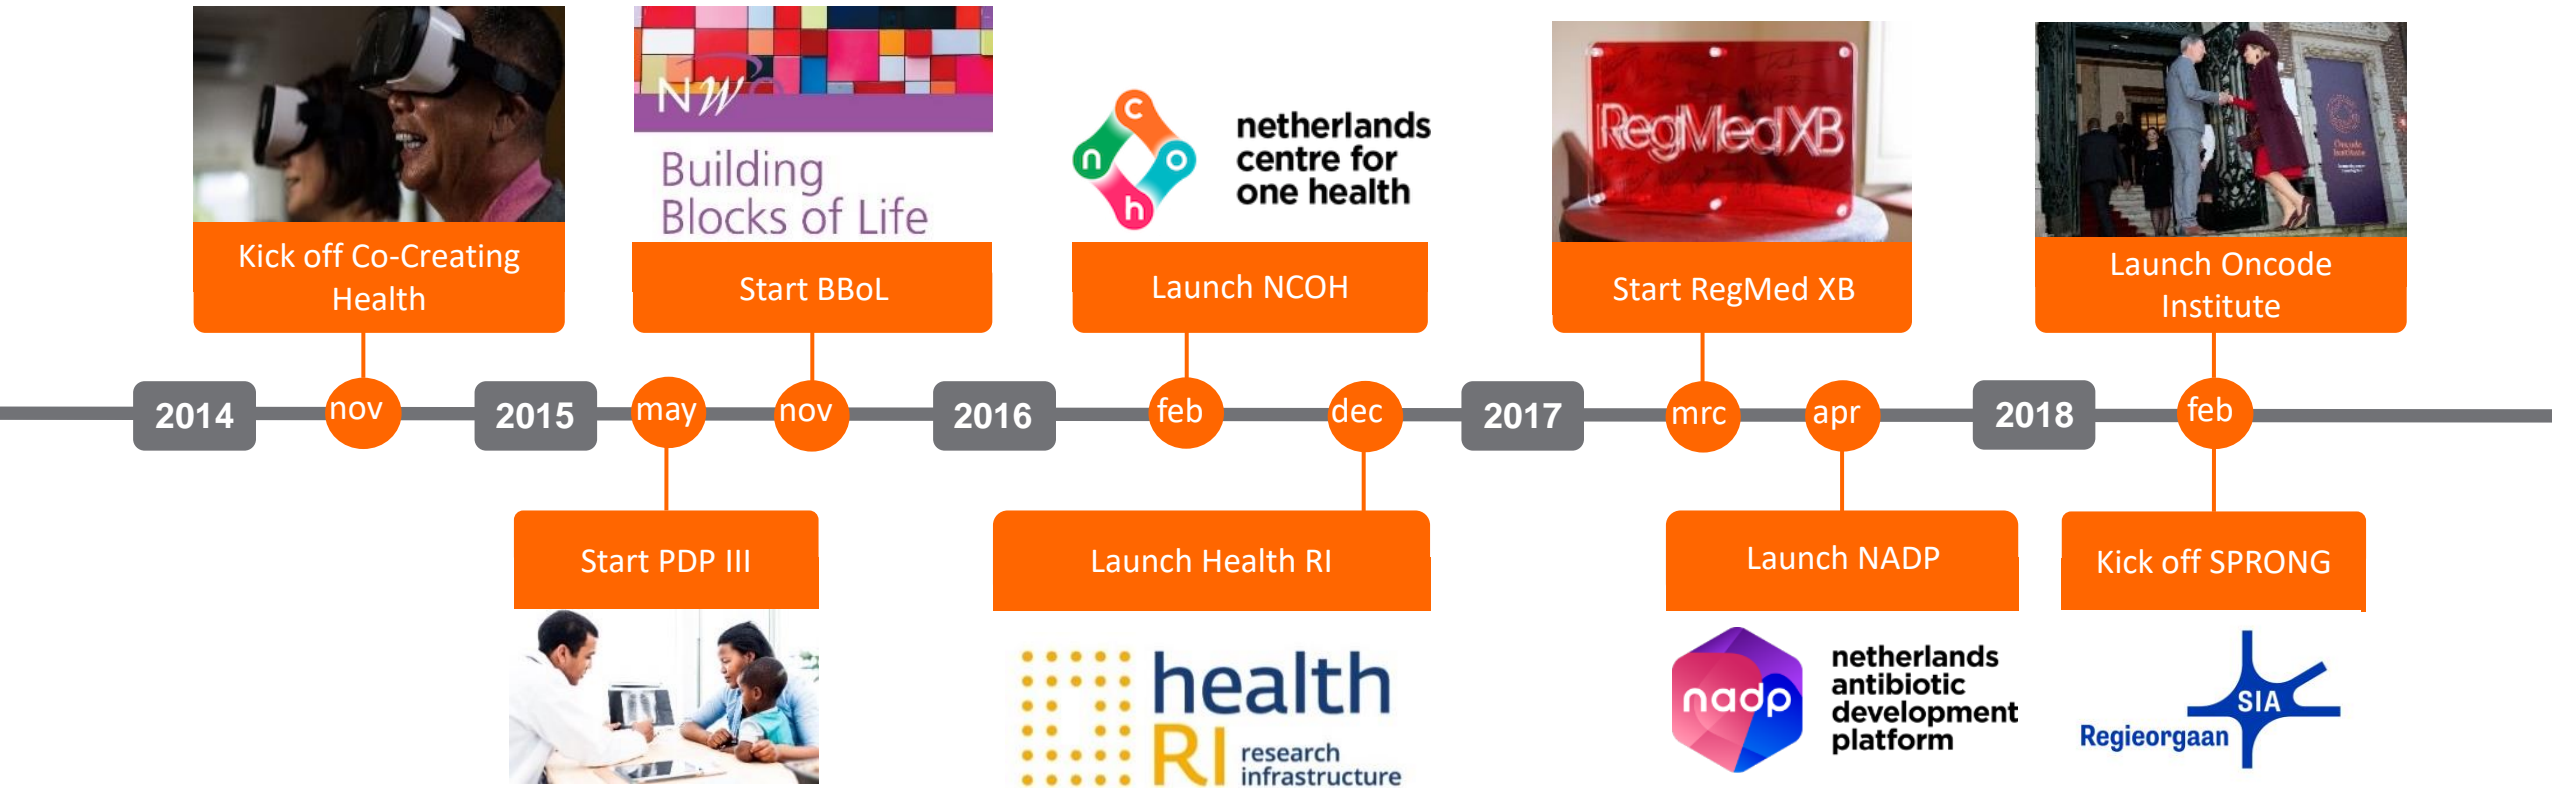 NWO
Building
Blocks of Life
c
n
o
h
netherlands
centre for
one health
RegMedXB
Oncode
Institute
Kick off Co-Creating
Health
Start BBoL
Launch NCOH
Start RegMed XB
Launch Oncode
Institute
2014
nov
2015
may
nov
2016
feb
dec
2017
mrc
apr
2018
feb
Start PDP III
Launch Health RI
Launch NADP
Kick off SPRONG
health
RI
research
infrastructure
nadp
netherlands
antibiotic
development
platform
SIA
Regieorgaan